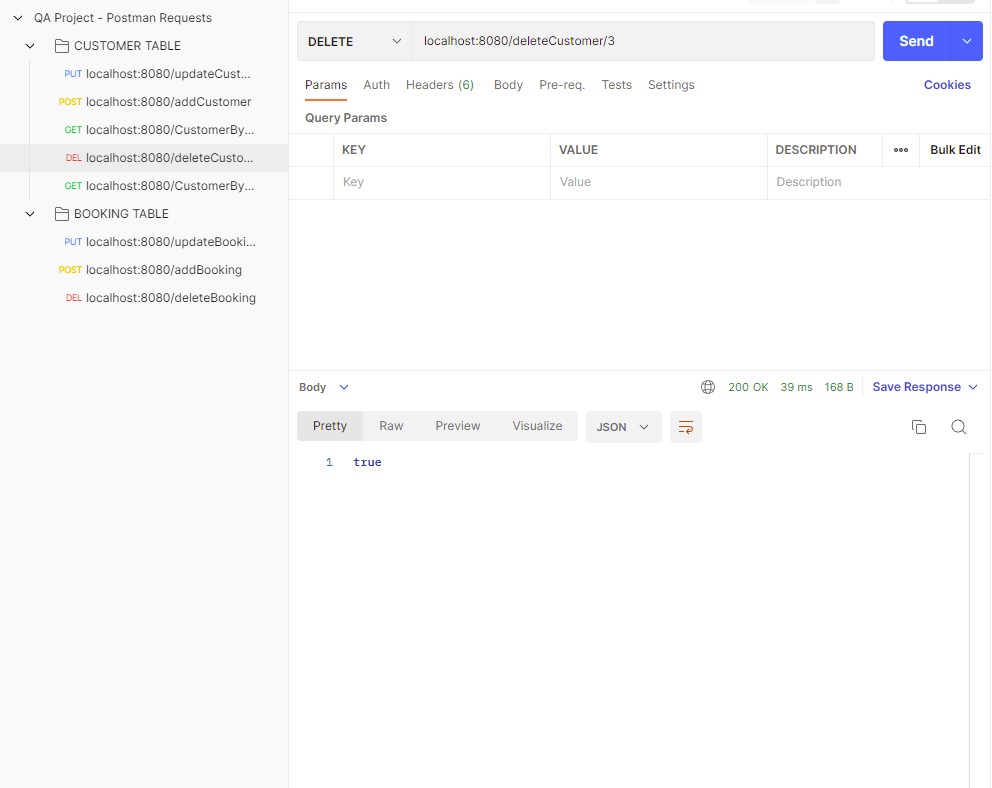 QA Project - Postman Requests
CUSTOMER TABLE
PUT localhost:8080/updateCust...
POST localhost:8080/addCustomer
GET localhost:8080/CustomerBy...
DEL localhost:8080/deleteCusto...
GET localhost:8080/CustomerBy...
BOOKING TABLE
PUT localhost:8080/updateBooki...
POST localhost:8080/addBooking
DEL localhost:8080/deleteBooking
DELETE localhost:8080/deleteCustomer/3 Send
Params Auth Headers (6) Body Pre-req. Tests Settings Cookies
Query Params
KEY VALUE DESCRIPTION Bulk Edit
Key Value Description
Body 200 OK 39 ms 168 B Save Response
Pretty Raw Preview Visualize JSON
1 true